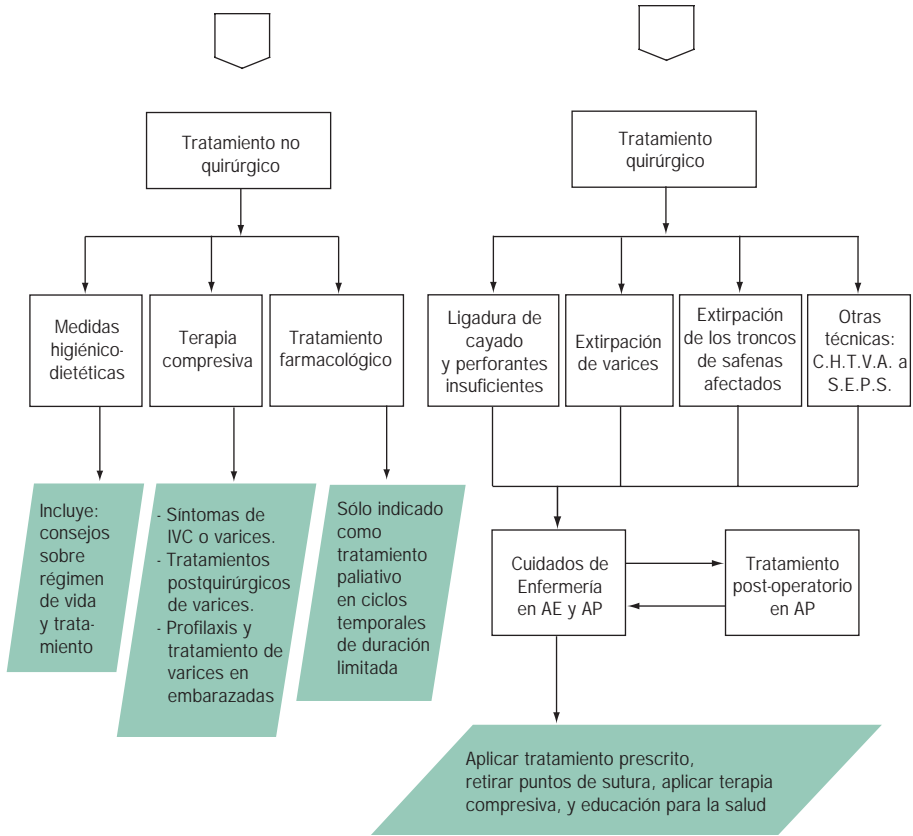 Tratamiento no
quirúrgico
Tratamiento
quirúrgico
Medidas
higiénico-
dietéticas
Terapia
compresiva
Tratamiento
farmacológico
Ligadura de
cayado
y perforantes
insuficientes
Extirpación
de varices
Extirpación
de los troncos
de safenas
afectados
Otras
técnicas:
C.H.T.V.A. a
S.E.P.S.
Incluye:
consejos
sobre
régimen
de vida
y trata-
miento
- Síntomas de
IVC o varices.
- Tratamientos
postquirúrgicos
de varices.
- Profilaxis y
tratamiento de
varices en
embarazadas
Sólo indicado
como
tratamiento
paliativo
en ciclos
temporales
de duración
limitada
Cuidados de
Enfermería
en AE y AP
Tratamiento
post-operatorio
en AP
Aplicar tratamiento prescrito,
retirar puntos de sutura, aplicar terapia
compresiva, y educación para la salud